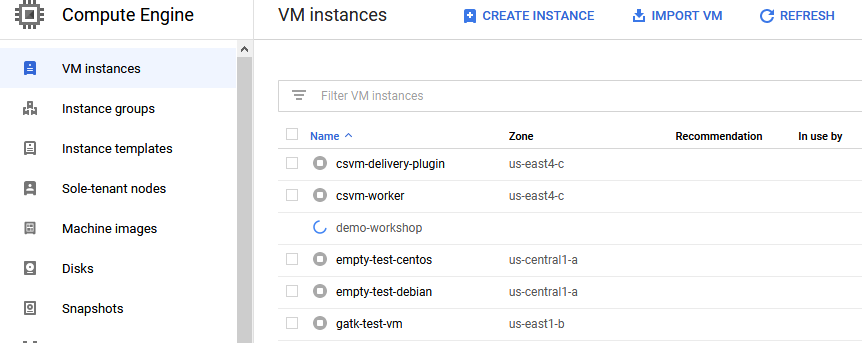 Compute Engine
VM instances
CREATE INSTANCE
IMPORT VM
REFRESH
VM instances
Instance groups
Instance templates
Sole-tenant nodes
Machine images
Disks
Snapshots
Filter VM instances
Name Zone Recommendation In use by
csvm-delivery-plugin us-east4-c
csvm-worker us-east4-c
demo-workshop
empty-test-centos us-central1-a
empty-test-debian us-central1-a
gatk-test-vm us-east1-b